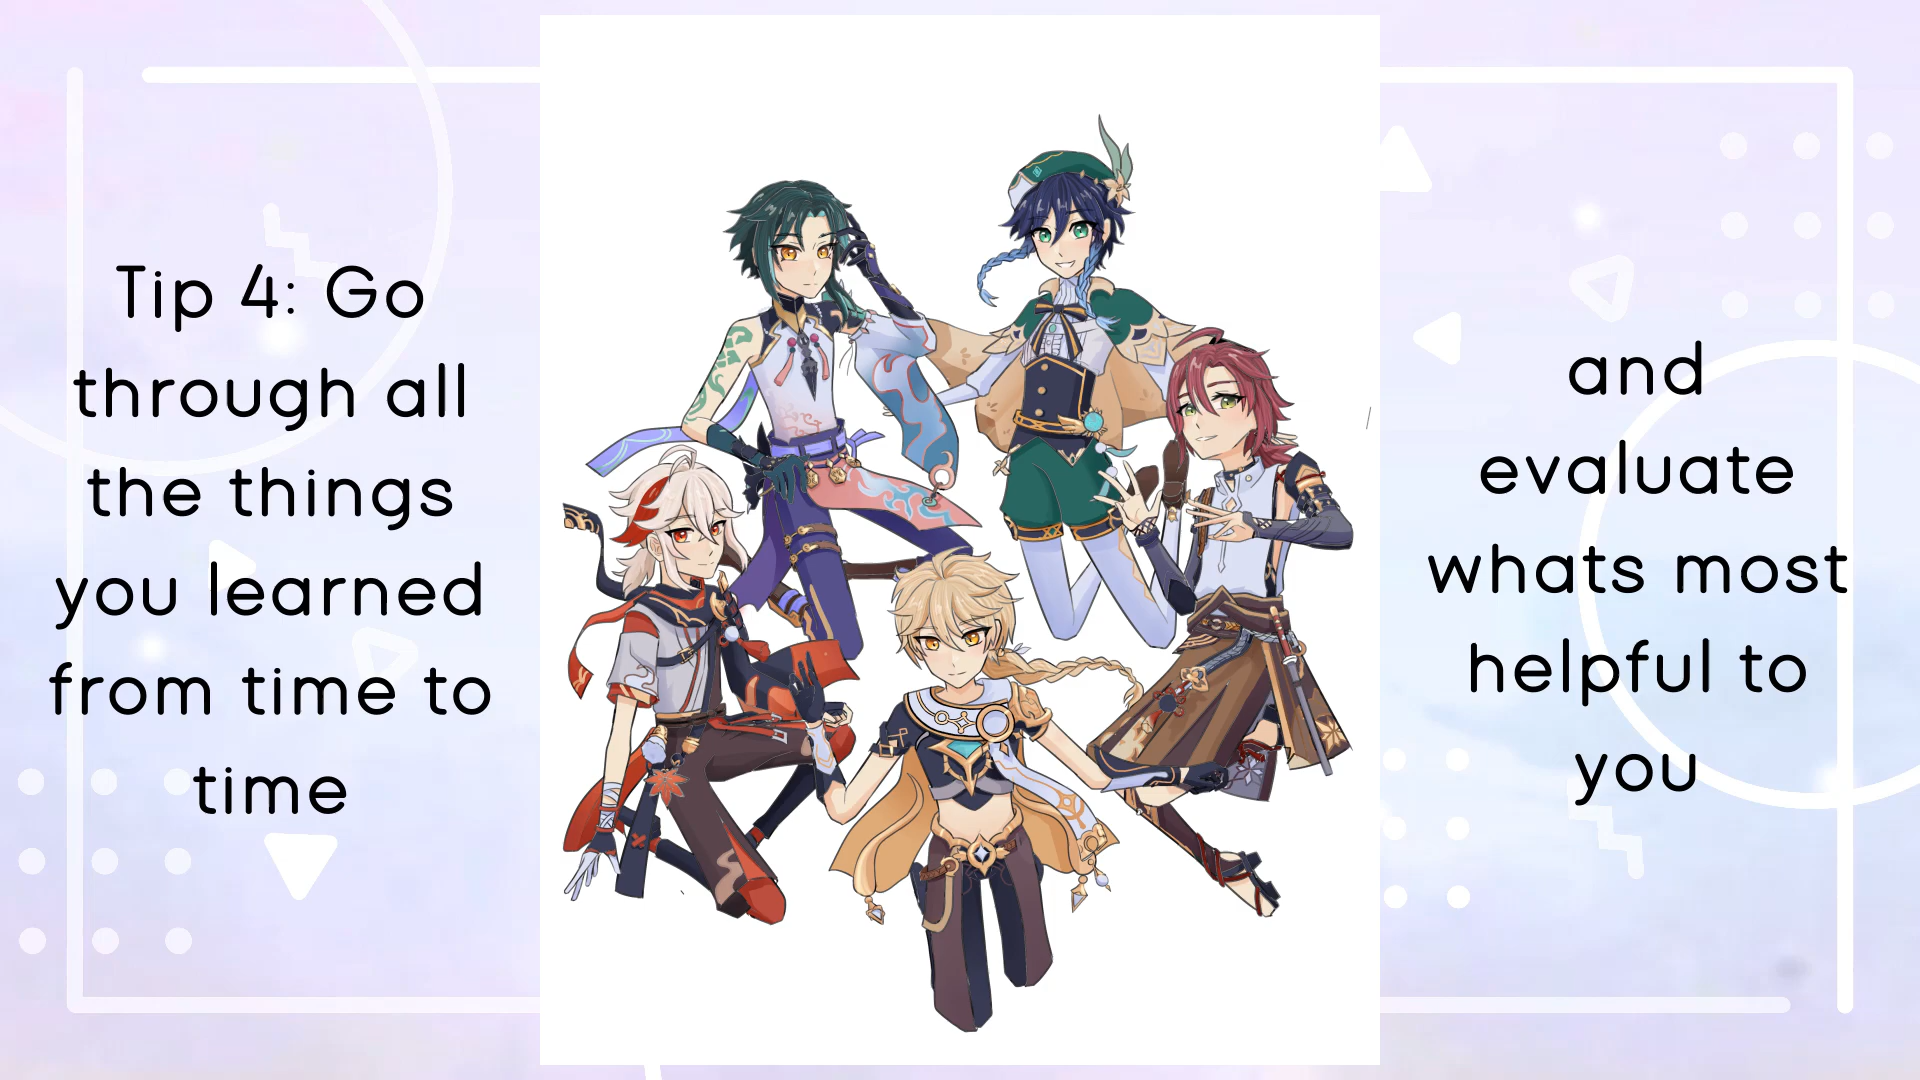 Tip 4: Go
through all
the things
you learned
from time to
time
and
evaluate
whats most
helpful to
you